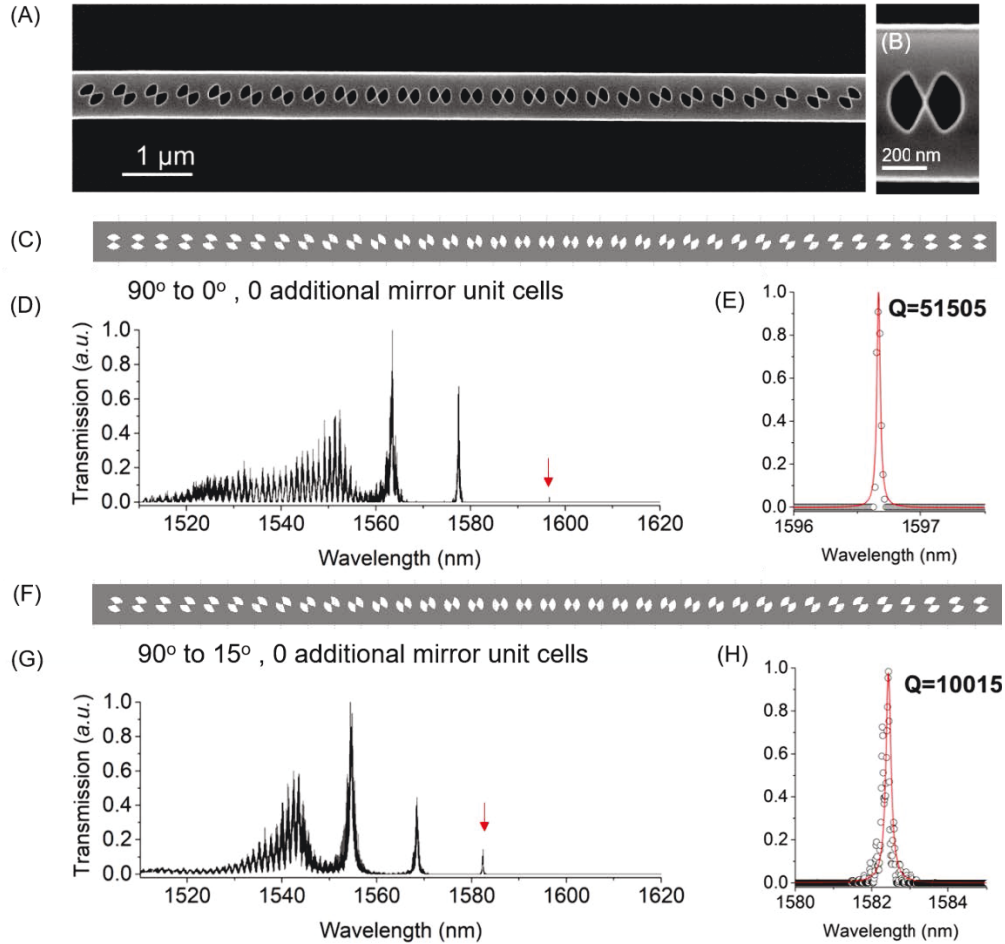 (A)
(B)
1 μm
200 nm
(C)
90° to 0° , 0 additional mirror unit cells
(D)
Transmission (a.u.)
1.0
0.8
0.6
0.4
0.2
0.0
1520 1540 1560 1580 1600 1620
Wavelength (nm)
(E)
Q=51505
1.0
0.8
0.6
0.4
0.2
0.0
1596 1597
Wavelength (nm)
(F)
90° to 15° , 0 additional mirror unit cells
(G)
Transmission (a.u.)
1.0
0.8
0.6
0.4
0.2
0.0
1520 1540 1560 1580 1600 1620
Wavelength (nm)
(H)
Q=10015
1.0
0.8
0.6
0.4
0.2
0.0
1580 1582 1584
Wavelength (nm)